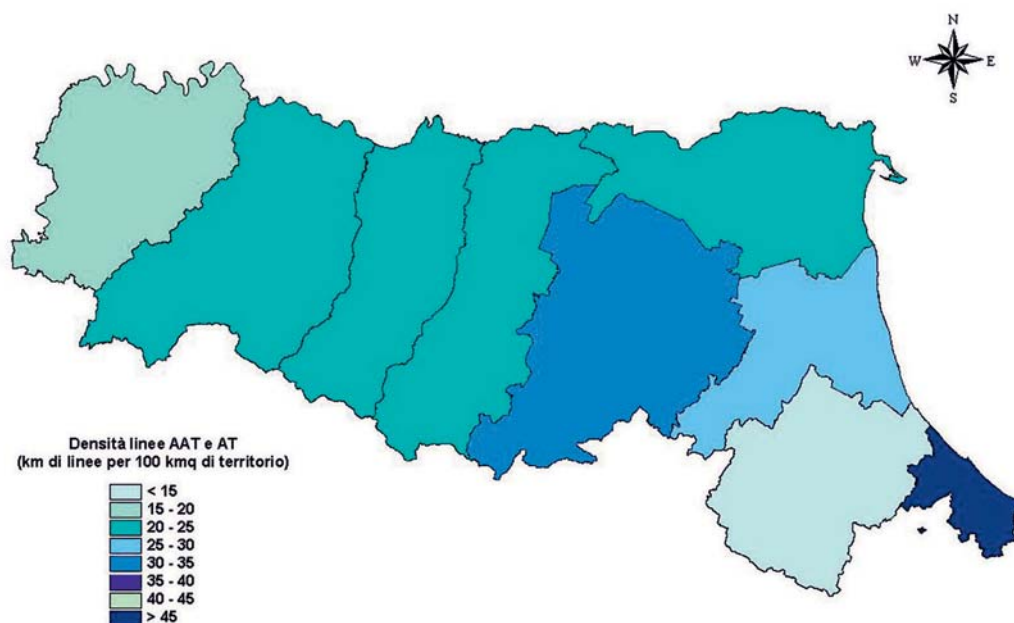 N
W E
S
Densità linee AAT e AT
(km di linee per 100 kmq di territorio)
< 15
15 - 20
20 - 25
25 - 30
30 - 35
35 - 40
40 - 45
> 45